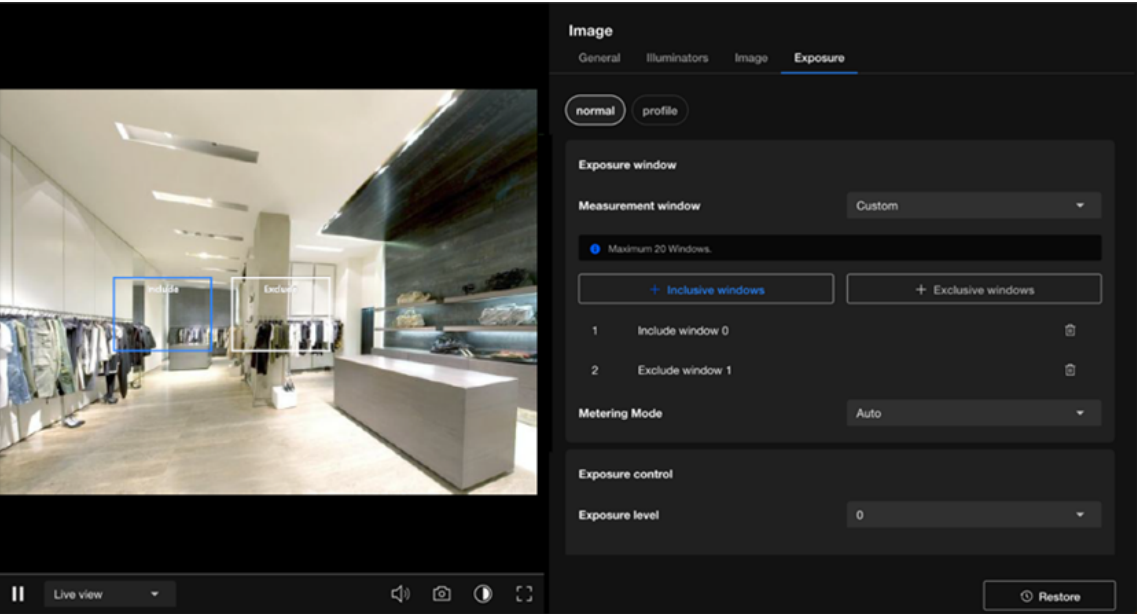 Image
General Illuminators Image Exposure
normal profile
Exposure window
Measurement window Custom
Maximum 20 Windows.
+ Inclusive windows + Exclusive windows
1 Include window 0
2 Exclude window 1
Metering Mode Auto
Exposure control
Exposure level 0
Restore
Include Exclude
Live view